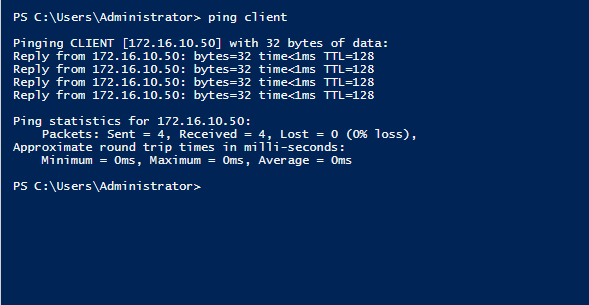 PS C:\Users\Administrator> ping client
Pinging CLIENT [172.16.10.50] with 32 bytes of data:
Reply from 172.16.10.50: bytes=32 time<1ms TTL=128
Reply from 172.16.10.50: bytes=32 time<1ms TTL=128
Reply from 172.16.10.50: bytes=32 time<1ms TTL=128
Reply from 172.16.10.50: bytes=32 time<1ms TTL=128
Ping statistics for 172.16.10.50:
    Packets: Sent = 4, Received = 4, Lost = 0 (0% loss),
Approximate round trip times in milli-seconds:
    Minimum = 0ms, Maximum = 0ms, Average = 0ms
PS C:\Users\Administrator>